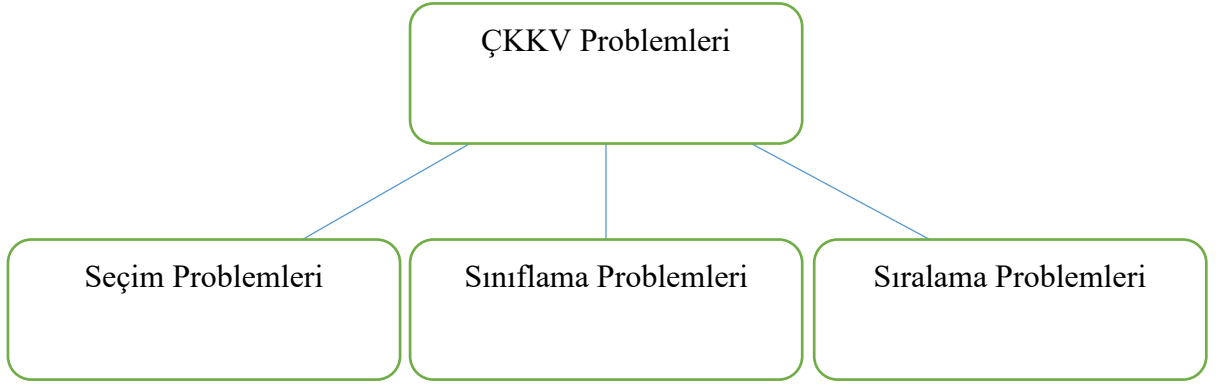 ÇKKV Problemleri
Seçim Problemleri
Sınıflama Problemleri
Sıralama Problemleri